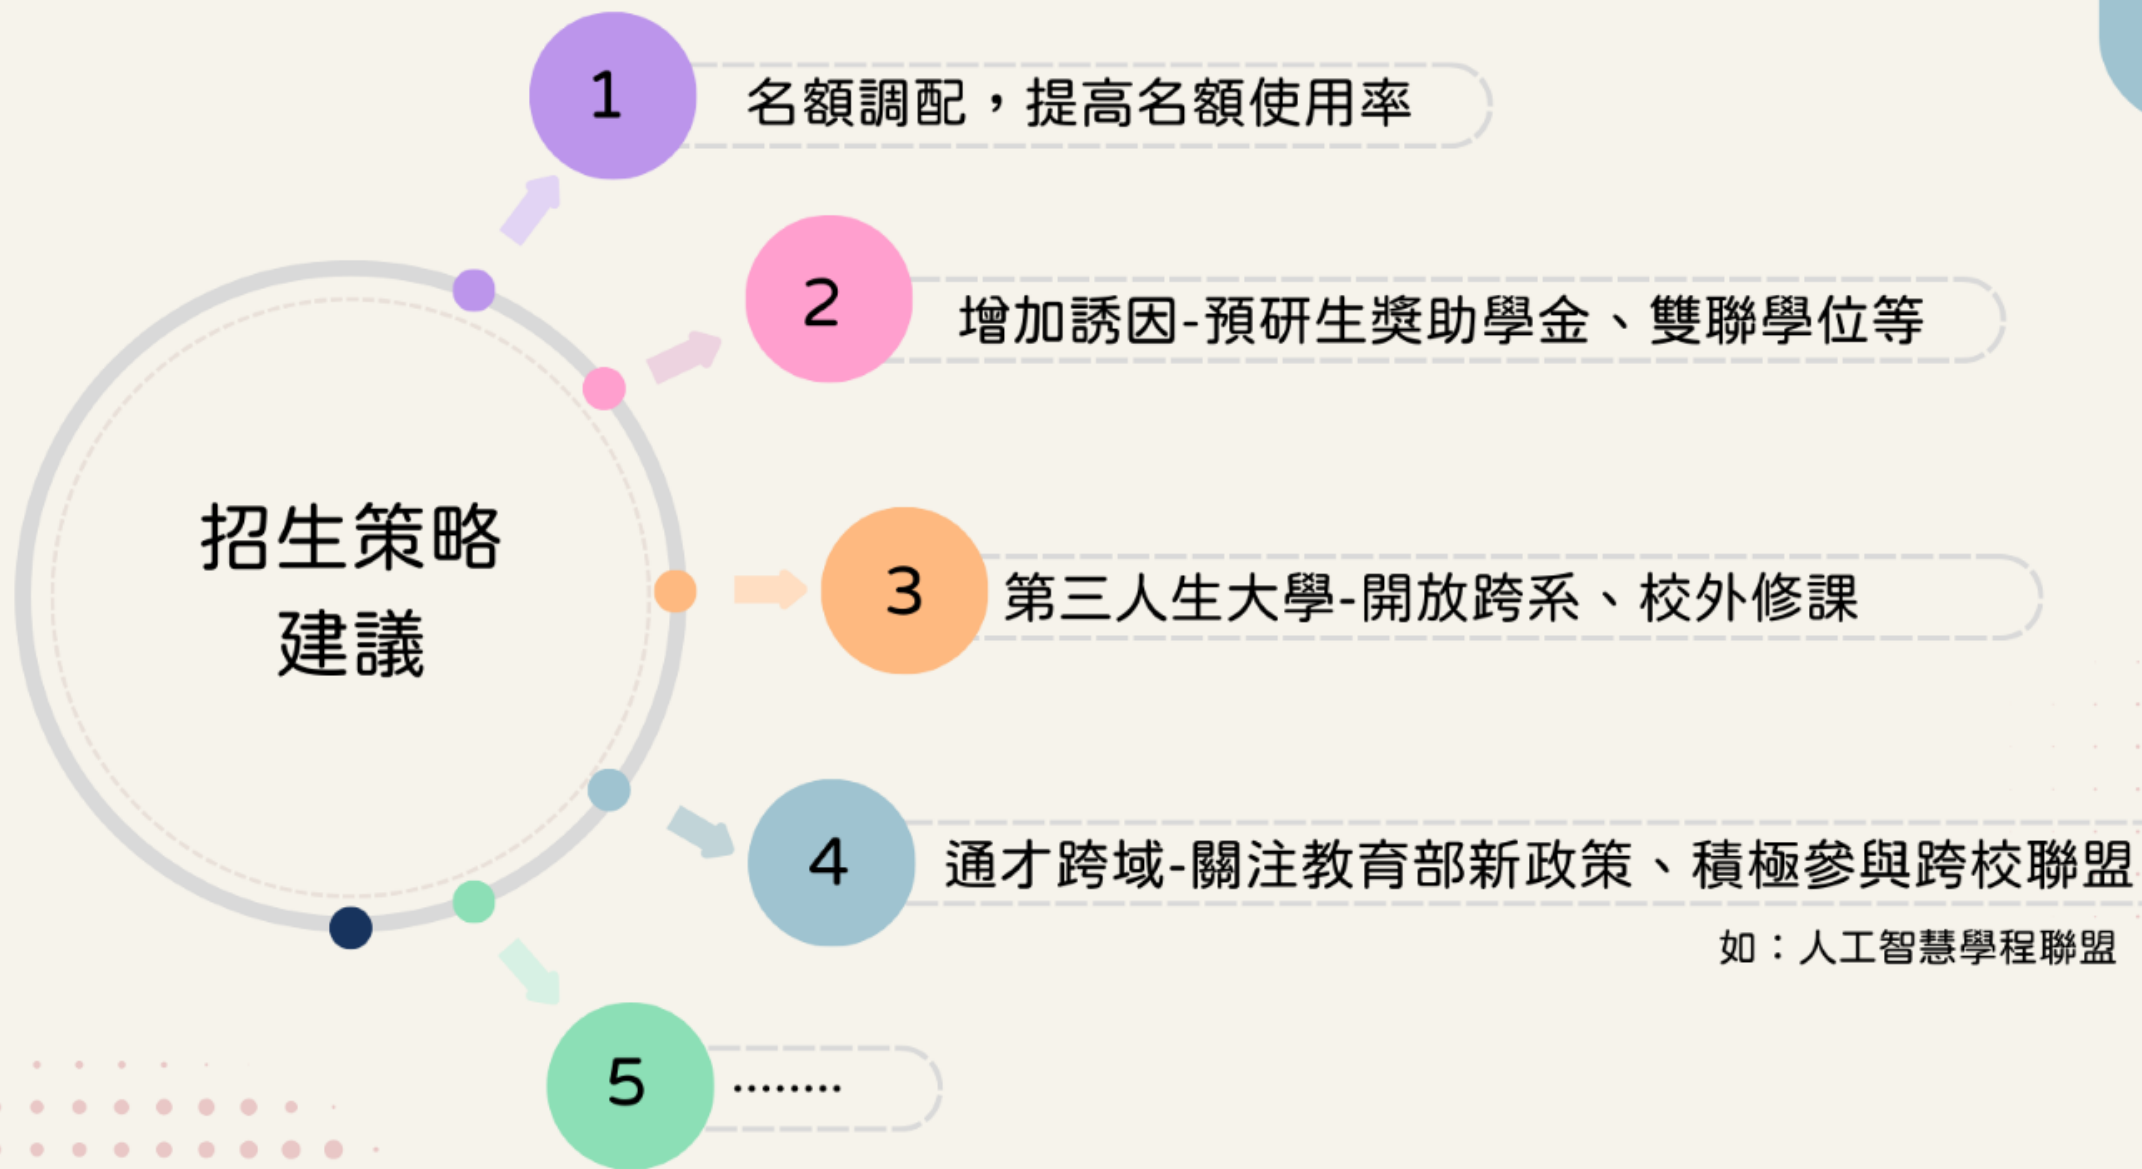 招生策略
建議
1
名額調配，提高名額使用率
2
增加誘因-預研生獎助學金、雙聯學位等
3
第三人生大學-開放跨系、校外修課
4
通才跨域-關注教育部新政策、積極參與跨校聯盟
如：人工智慧學程聯盟
5
........